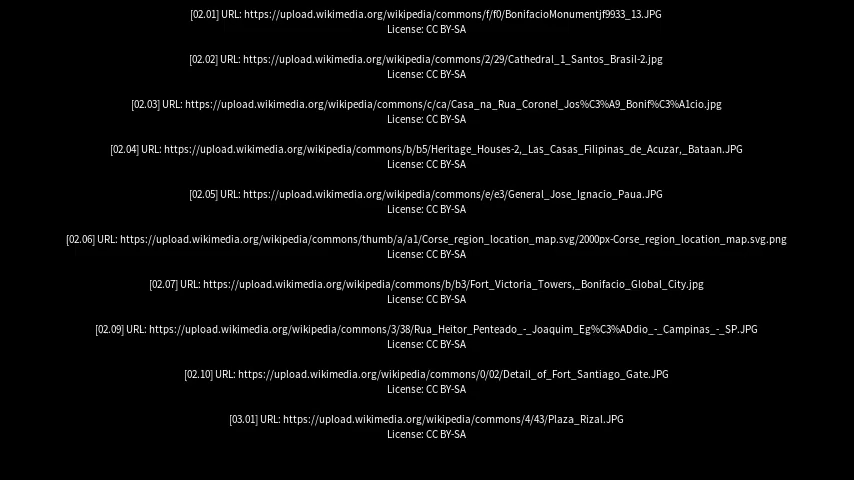 [02.01] URL: https://upload.wikimedia.org/wikipedia/commons/f/f0/BonifacioMonumentjf9933_13.JPG
License: CC BY-SA
[02.02] URL: https://upload.wikimedia.org/wikipedia/commons/2/29/Cathedral_1_Santos_Brasil-2.jpg
License: CC BY-SA
[02.03] URL: https://upload.wikimedia.org/wikipedia/commons/c/ca/Casa_na_Rua_Coronel_Jos%C3%A9_Bonif%C3%A1cio.jpg
License: CC BY-SA
[02.04] URL: https://upload.wikimedia.org/wikipedia/commons/b/b5/Heritage_Houses-2,_Las_Casas_Filipinas_de_Acuzar,_Bataan.JPG
License: CC BY-SA
[02.05] URL: https://upload.wikimedia.org/wikipedia/commons/e/e3/General_Jose_Ignacio_Paua.JPG
License: CC BY-SA
[02.06] URL: https://upload.wikimedia.org/wikipedia/commons/thumb/a/a1/Corse_region_location_map.svg/2000px-Corse_region_location_map.svg.png
License: CC BY-SA
[02.07] URL: https://upload.wikimedia.org/wikipedia/commons/b/b3/Fort_Victoria_Towers,_Bonifacio_Global_City.jpg
License: CC BY-SA
[02.09] URL: https://upload.wikimedia.org/wikipedia/commons/3/38/Rua_Heitor_Penteado_-_Joaquim_Eg%C3%ADdio_-_Campinas_-_SP.JPG
License: CC BY-SA
[02.10] URL: https://upload.wikimedia.org/wikipedia/commons/0/02/Detail_of_Fort_Santiago_Gate.JPG
License: CC BY-SA
[03.01] URL: https://upload.wikimedia.org/wikipedia/commons/4/43/Plaza_Rizal.JPG
License: CC BY-SA